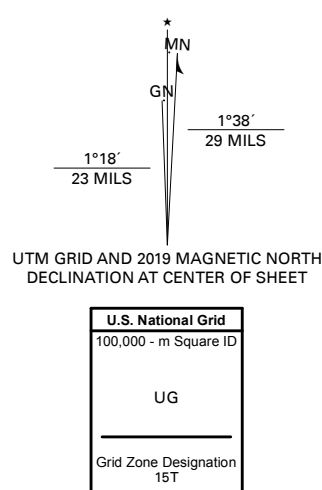 ★
MN
GN
1°38´
29 MILS
1°18´
23 MILS
UTM GRID AND 2019 MAGNETIC NORTH
DECLINATION AT CENTER OF SHEET
U.S. National Grid
100,000 - m Square ID
UG
Grid Zone Designation
15T